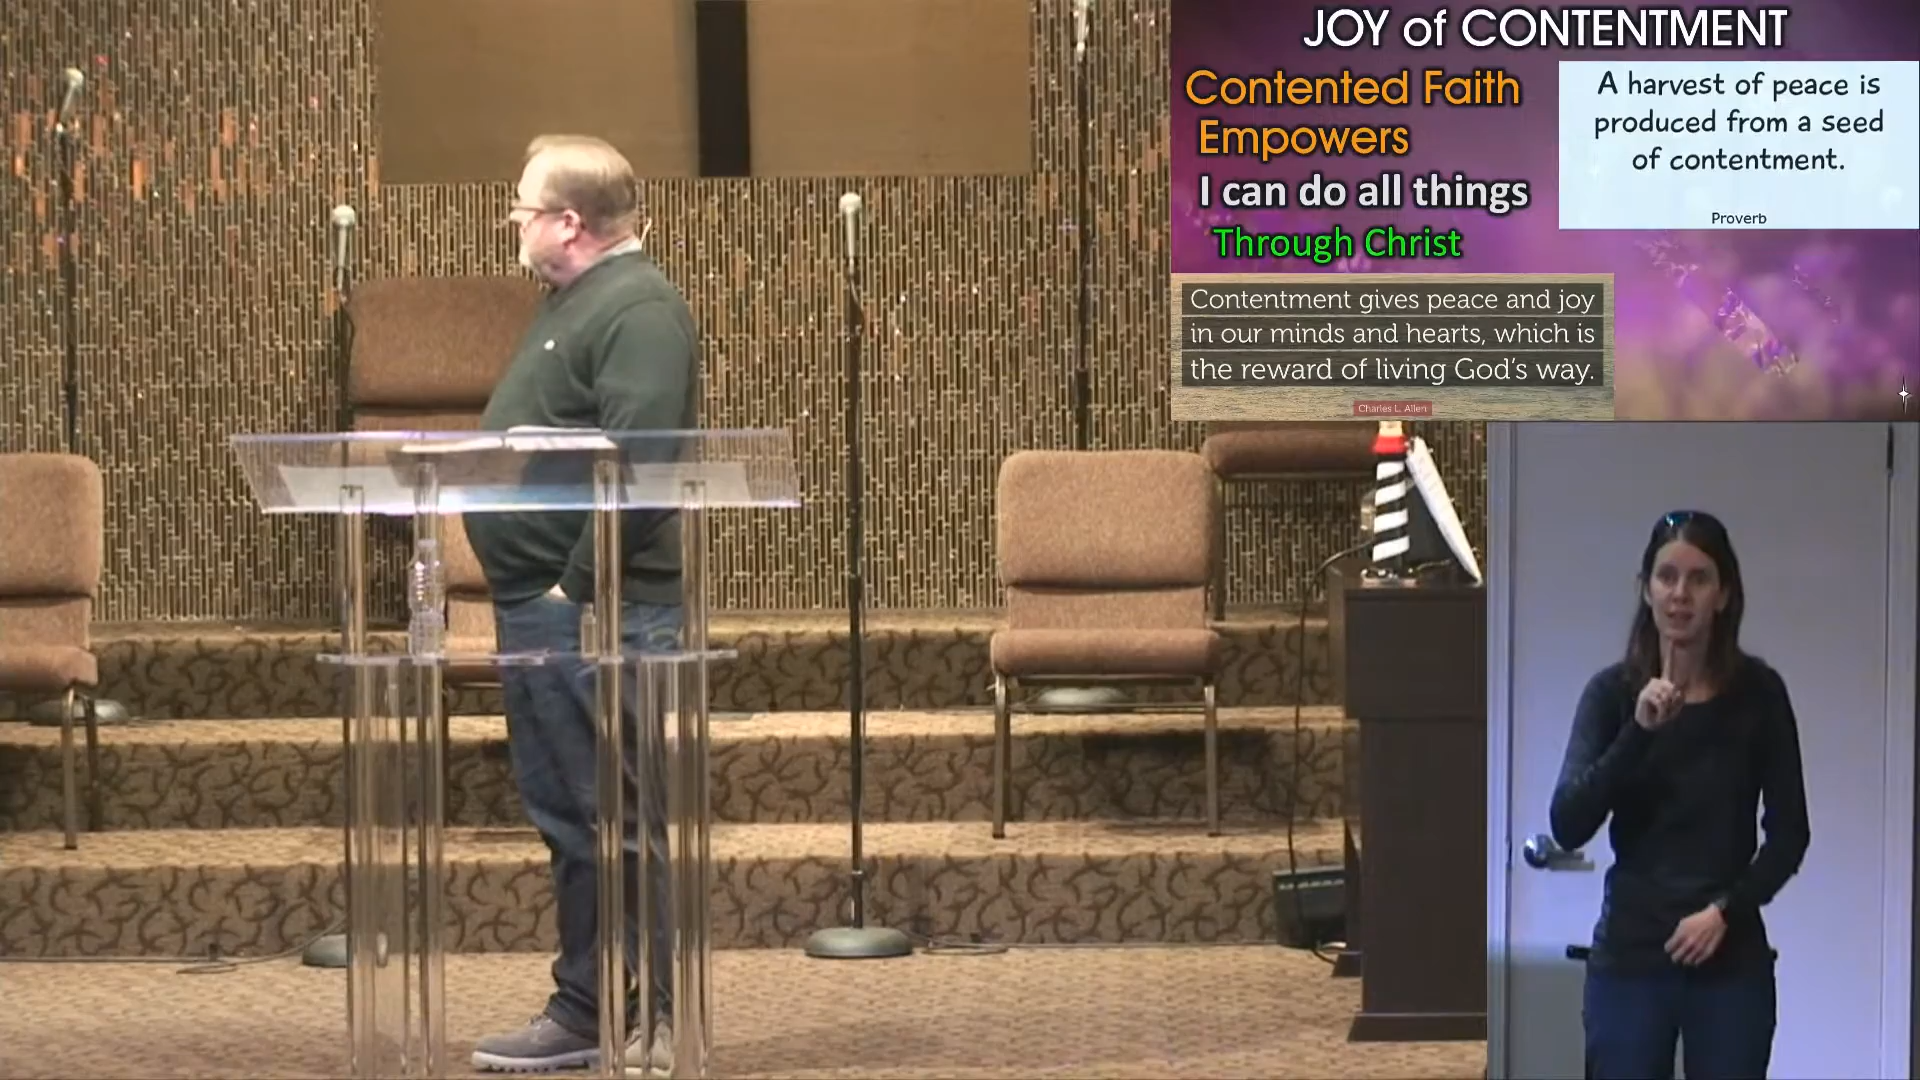 JOY of CONTENTMENT
Contented Faith
Empowers
I can do all things
Through Christ
A harvest of peace is
produced from a seed
of contentment.
Proverb
Contentment gives peace and joy
in our minds and hearts, which is
the reward of living God's way.
Charles L. Allen